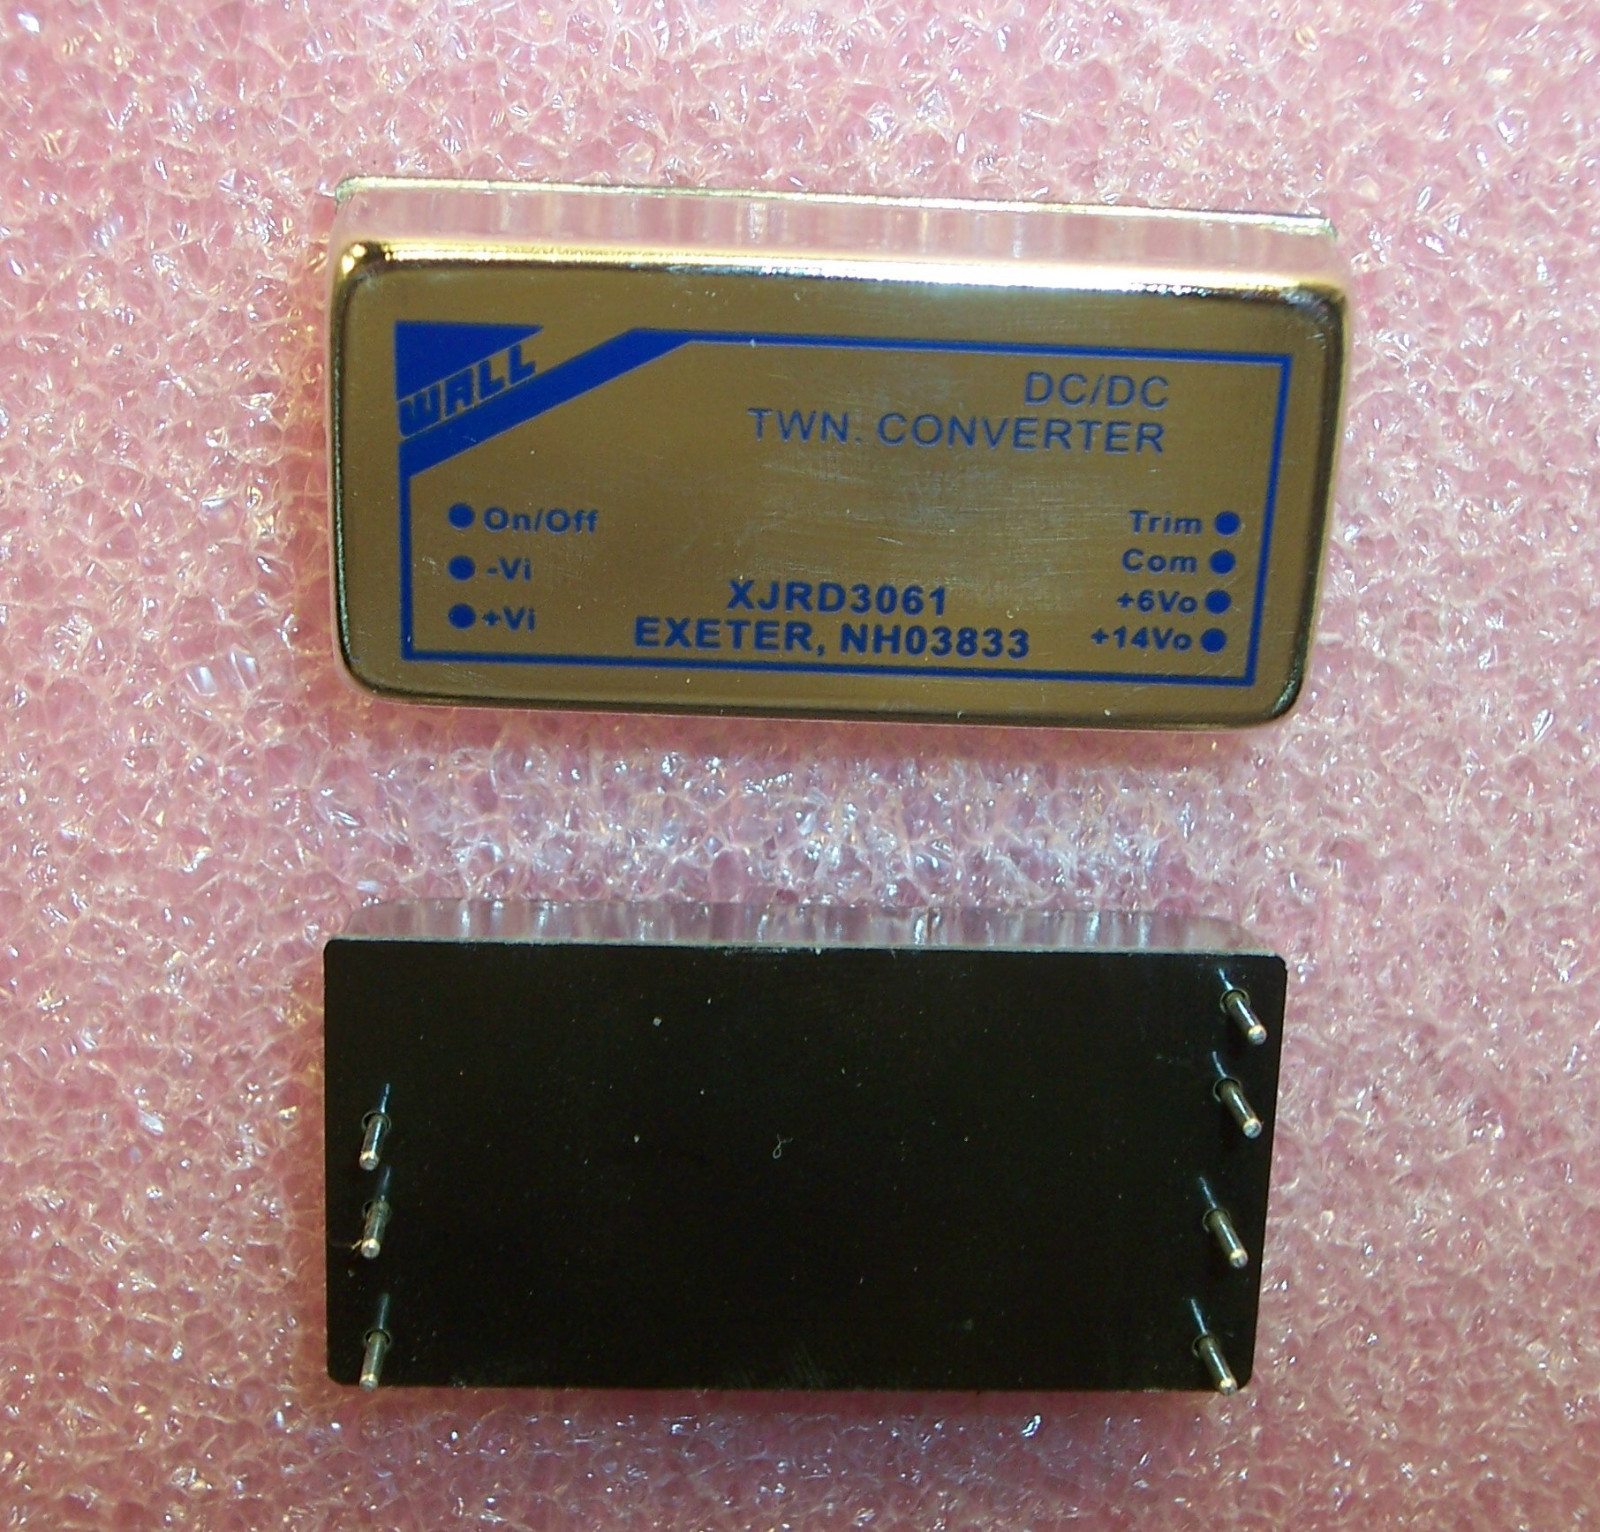 WALL
DC/DC
TWN. CONVERTER
On/Off
-Vi
+Vi
Trim
Com
+6Vo
+14Vo
XJRD3061
EXETER, NH03833